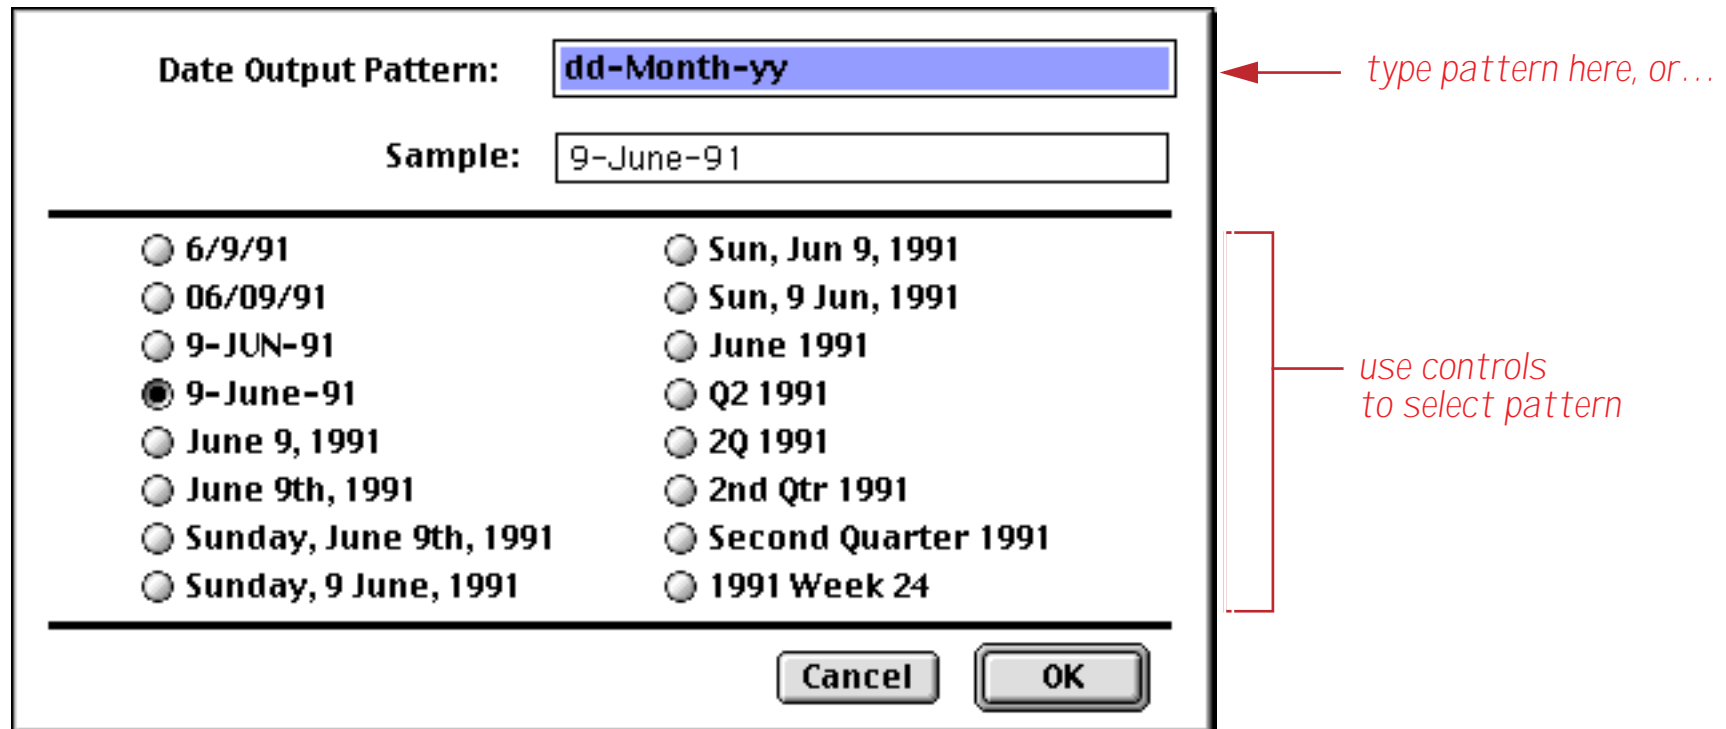 Date Output Pattern: dd-Month-yy
type pattern here, or...
Sample: 9-June-91
6/9/91
06/09/91
9-JUN-91
9-June-91
June 9, 1991
June 9th, 1991
Sunday, June 9th, 1991
Sunday, 9 June, 1991
Sun, Jun 9, 1991
Sun, 9 Jun, 1991
June 1991
Q2 1991
2Q 1991
2nd Qtr 1991
Second Quarter 1991
1991 Week 24
use controls
to select pattern
Cancel
OK